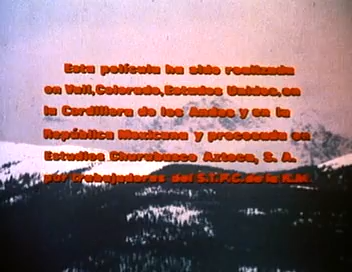 Esta película ha sido realizada
en Vail, Colorado, Estados Unidos, en
la Cordillera de los Andes y en la
República Mexicana y procesada en
Estudios Churubusco Azteca, S. A.
por trabajadores del S.T.P.C. de la R.M.